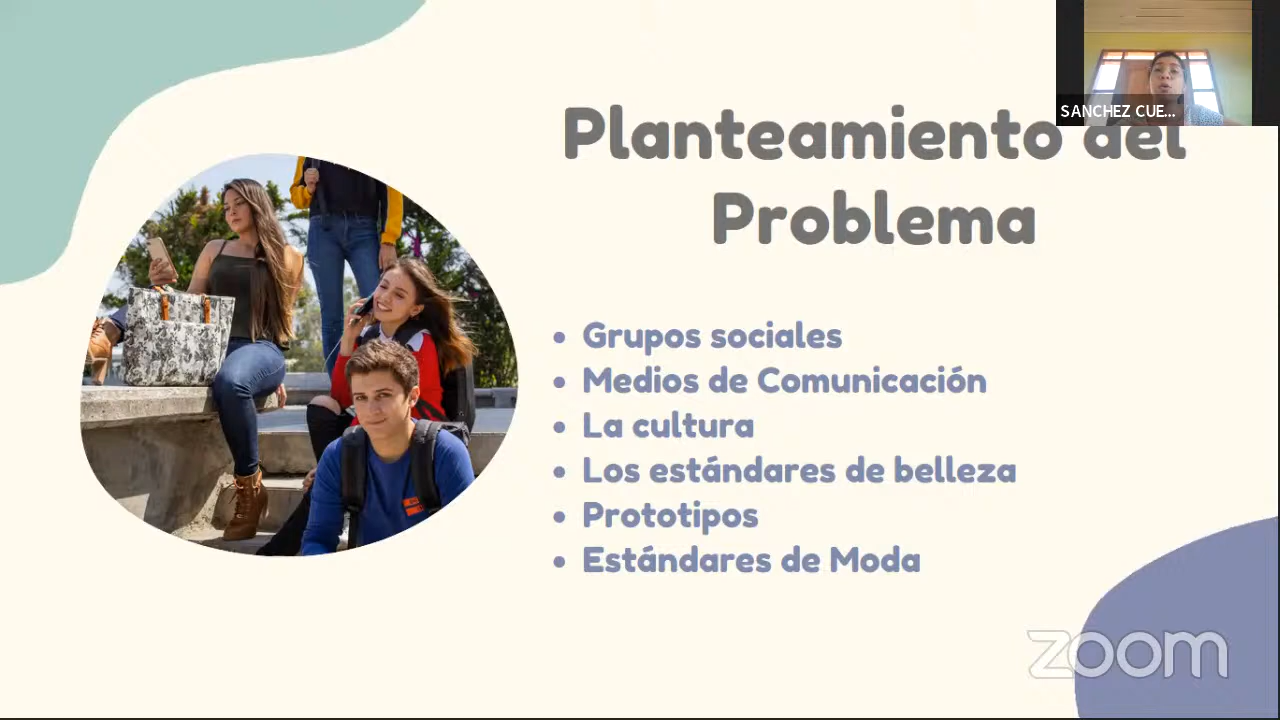 SANCHEZ CUE...
Planteamiento del
Problema
• Grupos sociales
• Medios de Comunicación
• La cultura
• Los estándares de belleza
• Prototipos
• Estándares de Moda
zoom